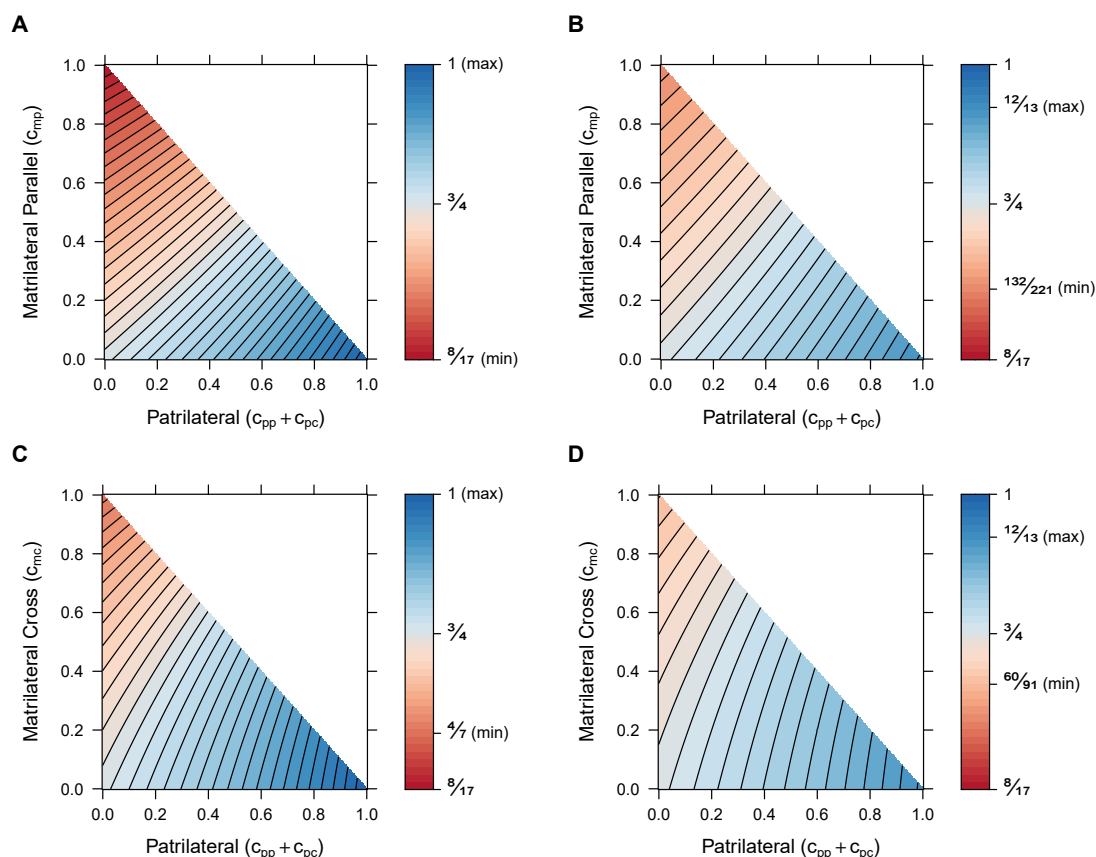 A
1.0
0.8
0.6
0.4
0.2
0.0
Matrilateral Parallel (cmp)
0.0 0.2 0.4 0.6 0.8 1.0
Patrilateral (cpp + cpc)
1 (max)
3⁄4
8⁄17 (min)
B
1.0
0.8
0.6
0.4
0.2
0.0
Matrilateral Parallel (cmp)
0.0 0.2 0.4 0.6 0.8 1.0
Patrilateral (cpp + cpc)
1
12⁄13 (max)
3⁄4
132⁄221 (min)
8⁄17
C
1.0
0.8
0.6
0.4
0.2
0.0
Matrilateral Cross (cmc)
0.0 0.2 0.4 0.6 0.8 1.0
Patrilateral (cpp + cpc)
1 (max)
3⁄4
4⁄7 (min)
8⁄17
D
1.0
0.8
0.6
0.4
0.2
0.0
Matrilateral Cross (cmc)
0.0 0.2 0.4 0.6 0.8 1.0
Patrilateral (cpp + cpc)
1
12⁄13 (max)
3⁄4
60⁄91 (min)
8⁄17